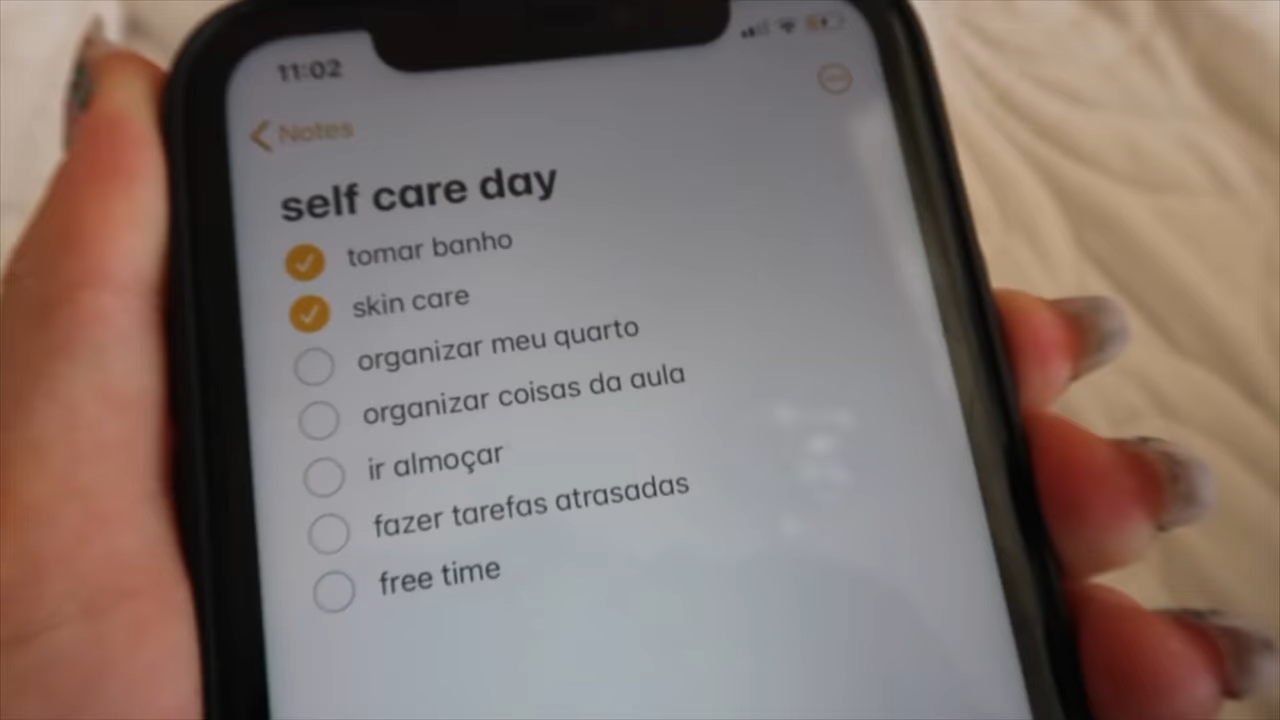 11:02
Notes
self care day
tomar banho
skin care
organizar meu quarto
organizar coisas da aula
ir almoçar
fazer tarefas atrasadas
free time